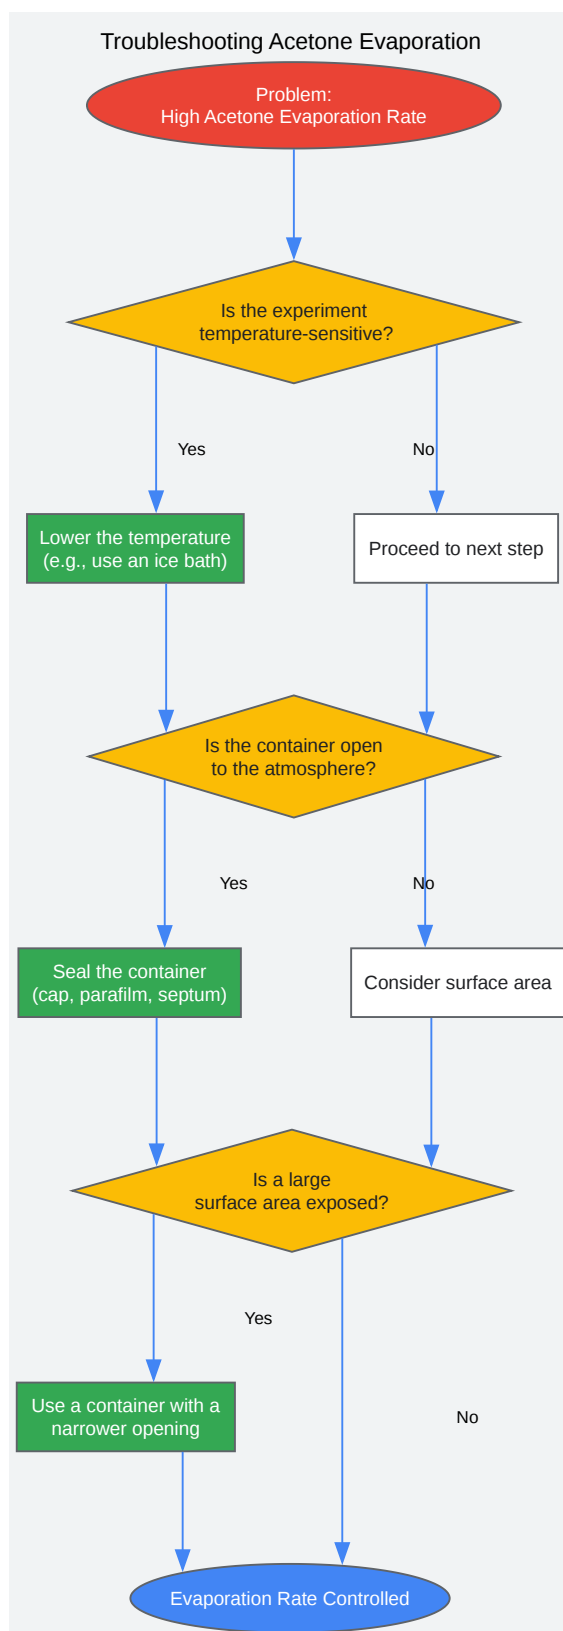 Troubleshooting Acetone Evaporation
Problem:
High Acetone Evaporation Rate
Is the experiment
temperature-sensitive?
Yes
No
Lower the temperature
(e.g., use an ice bath)
Proceed to next step
Is the container open
to the atmosphere?
Yes
No
Seal the container
(cap, parafilm, septum)
Consider surface area
Is a large
surface area exposed?
Yes
Use a container with a
narrower opening
No
Evaporation Rate Controlled